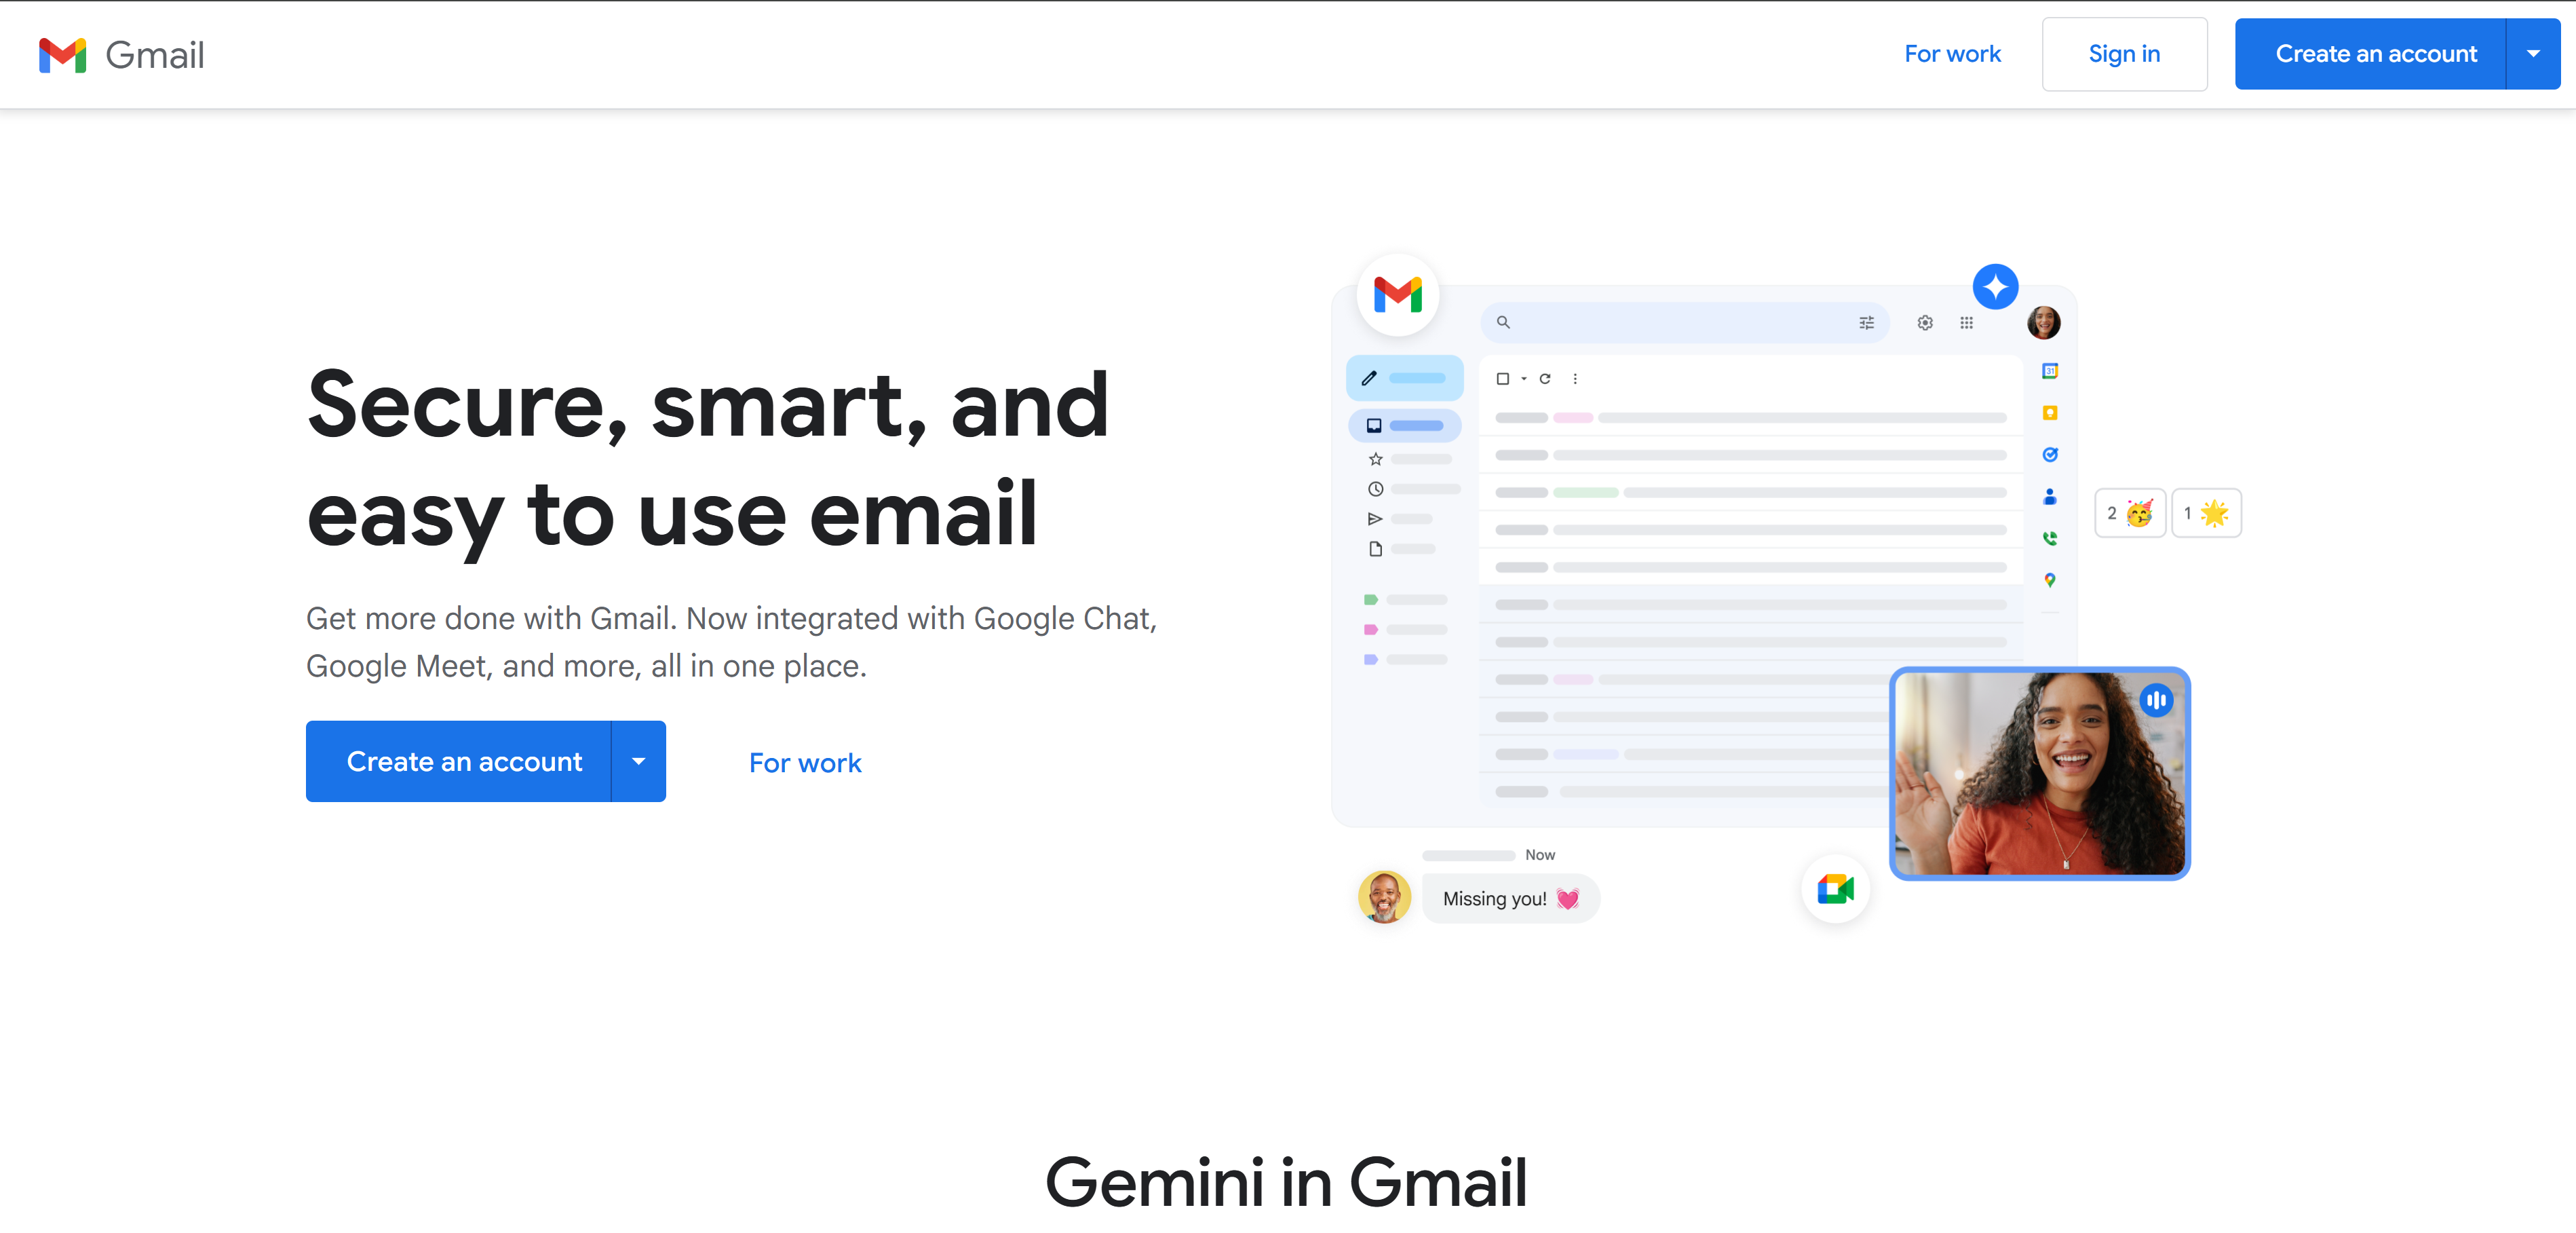 Gmail
For work
Sign in
Create an account
Secure, smart, and
easy to use email
Get more done with Gmail. Now integrated with Google Chat,
Google Meet, and more, all in one place.
Create an account
For work
31
2
1
Now
Missing you!
Gemini in Gmail